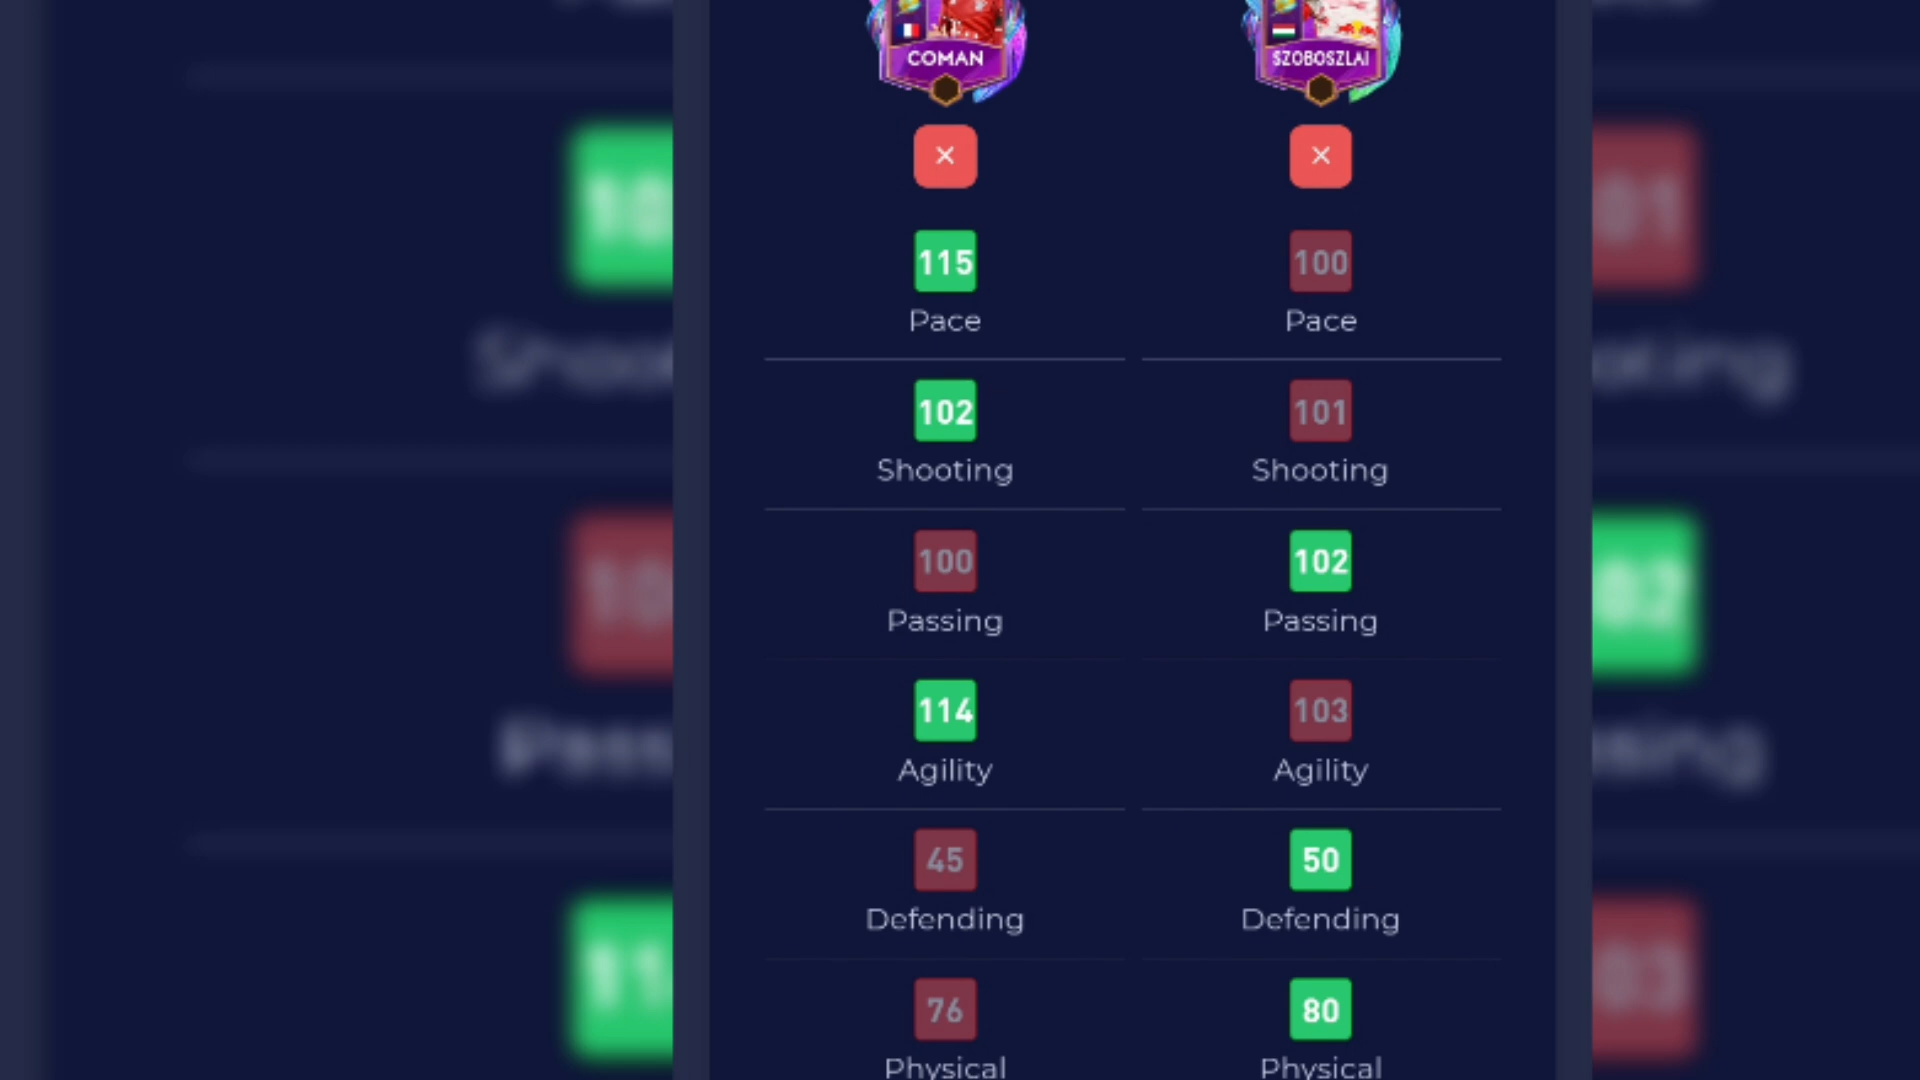 COMAN SZOBOSZLAI
× ×
115 100
Pace Pace
102 101
Shooting Shooting
100 102
Passing Passing
114 103
Agility Agility
45 50
Defending Defending
76 80
Physical Physical